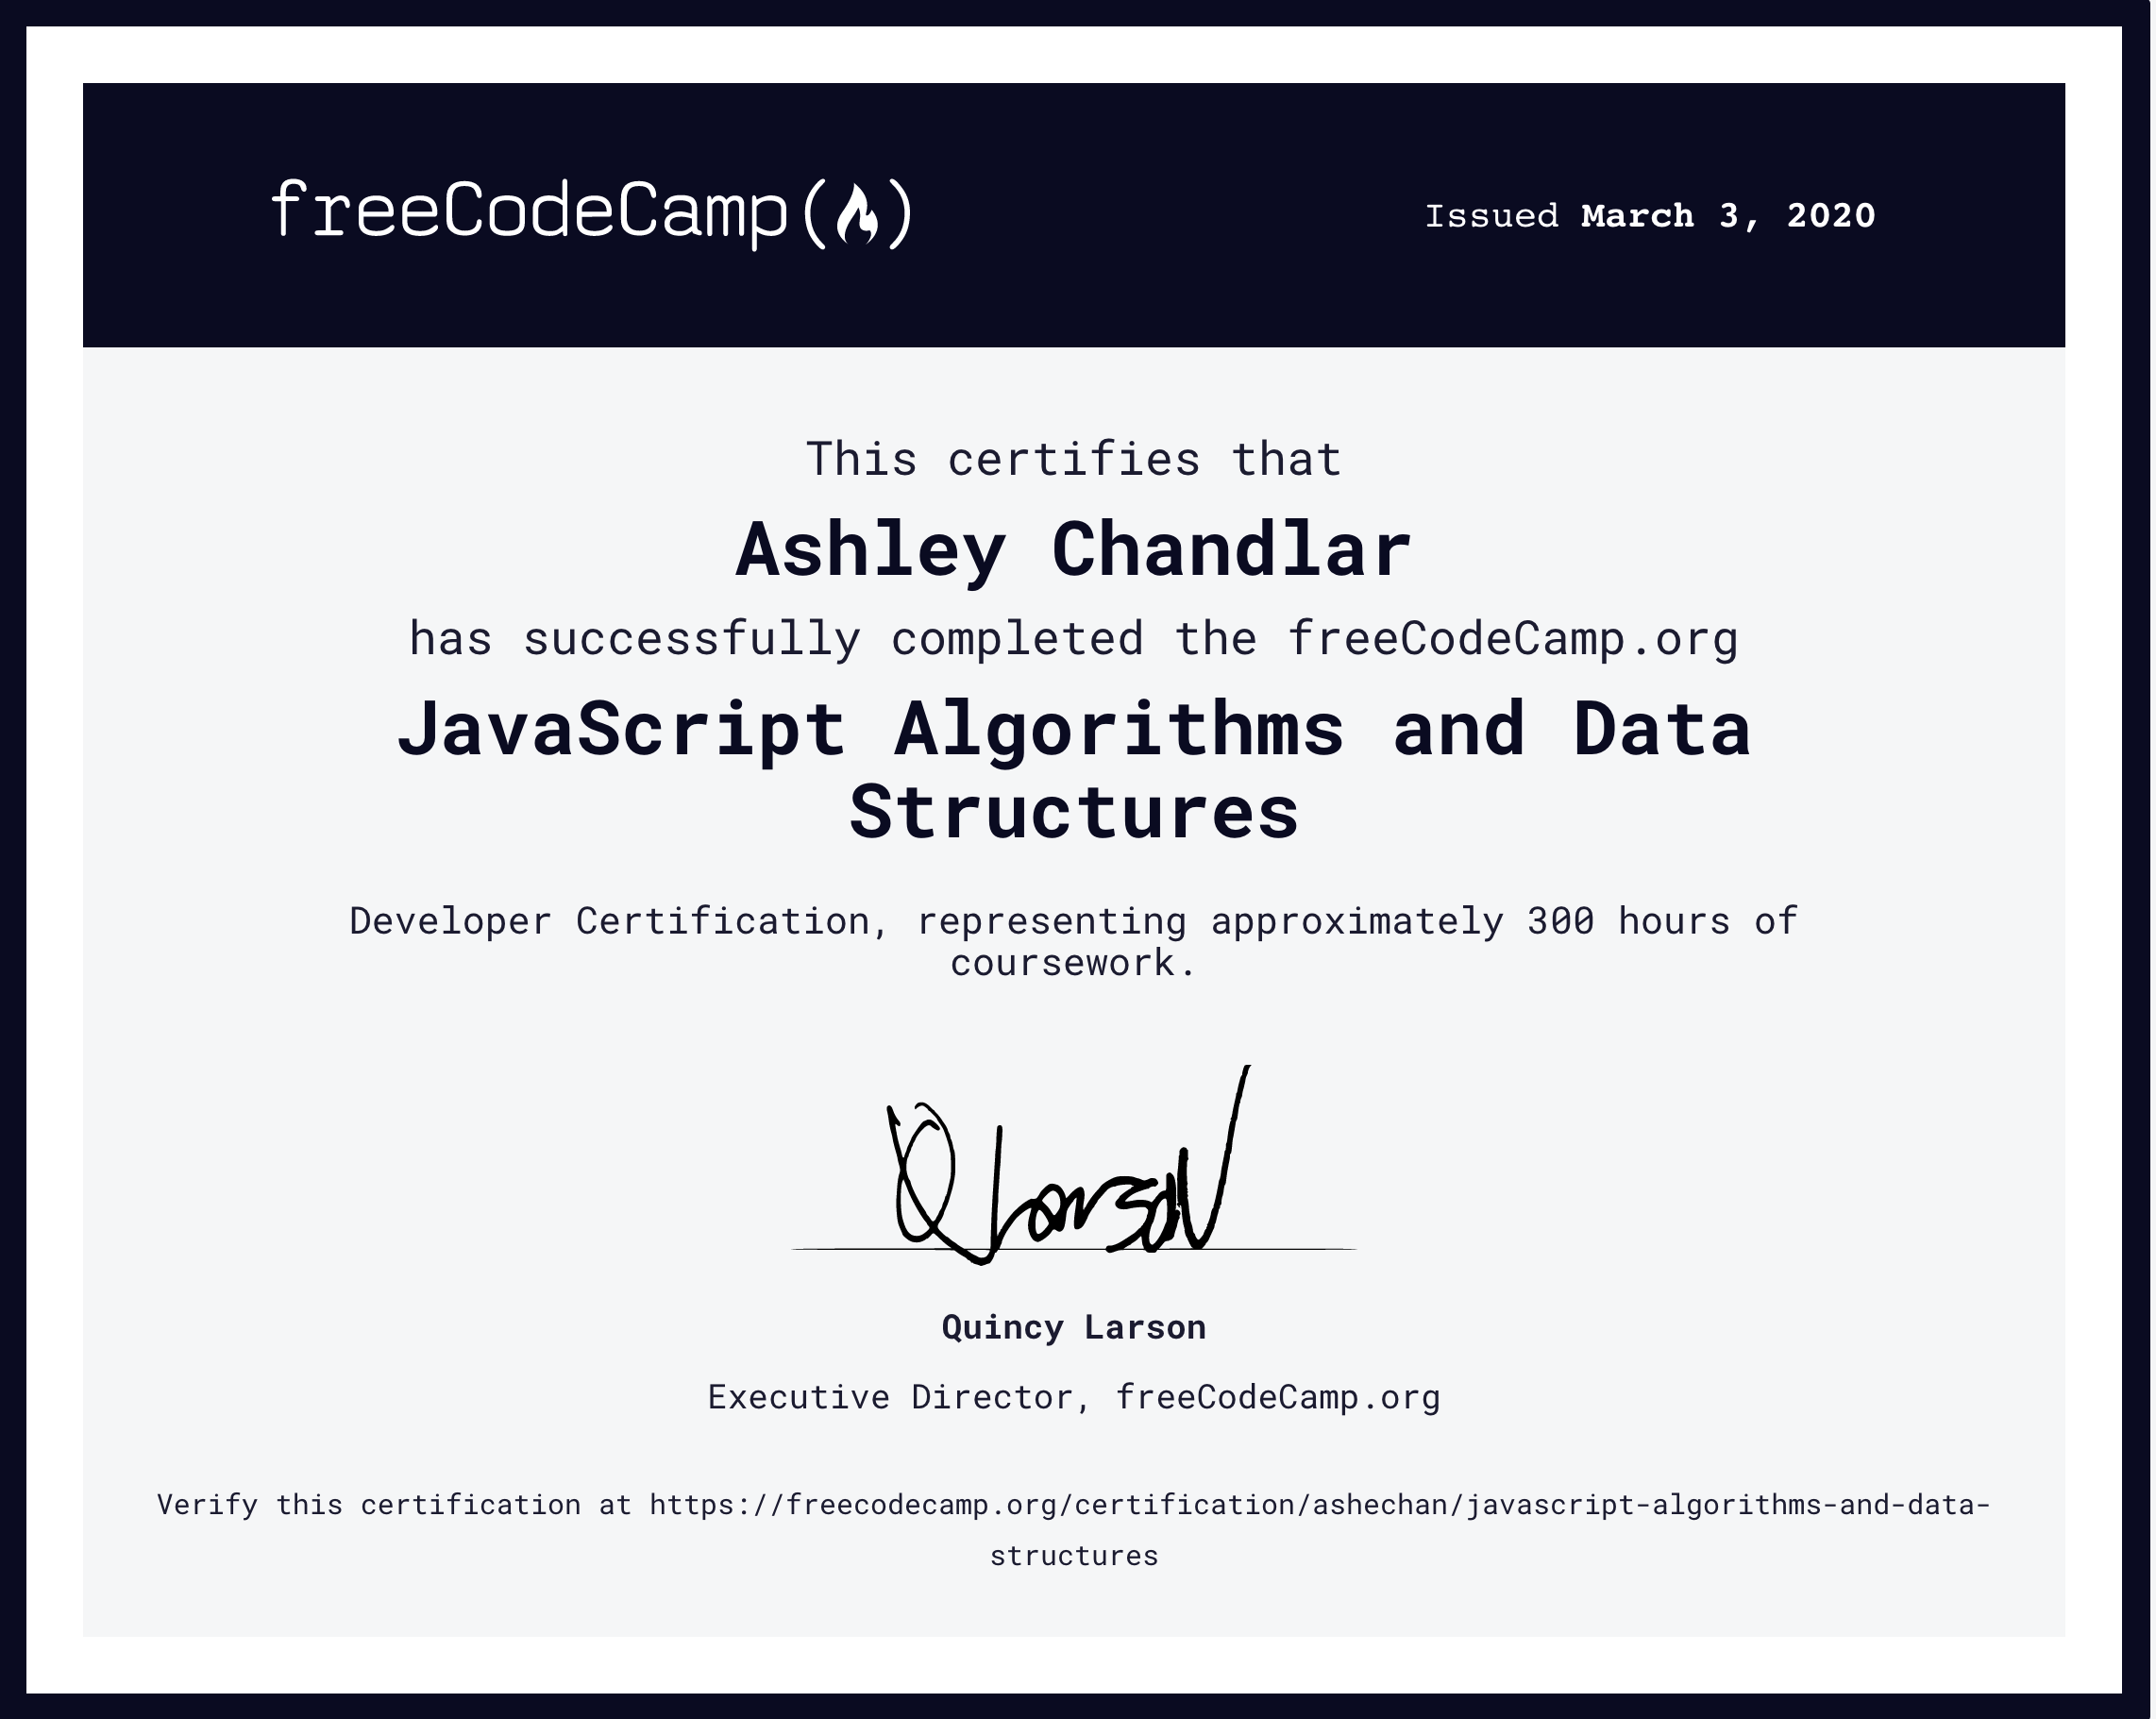 freeCodeCamp(🔥)
Issued March 3, 2020
This certifies that
Ashley Chandlar
has successfully completed the freeCodeCamp.org
JavaScript Algorithms and Data
Structures
Developer Certification, representing approximately 300 hours of
coursework.
QLarson
Quincy Larson
Executive Director, freeCodeCamp.org
Verify this certification at https://freecodecamp.org/certification/ashechan/javascript-algorithms-and-data-
structures